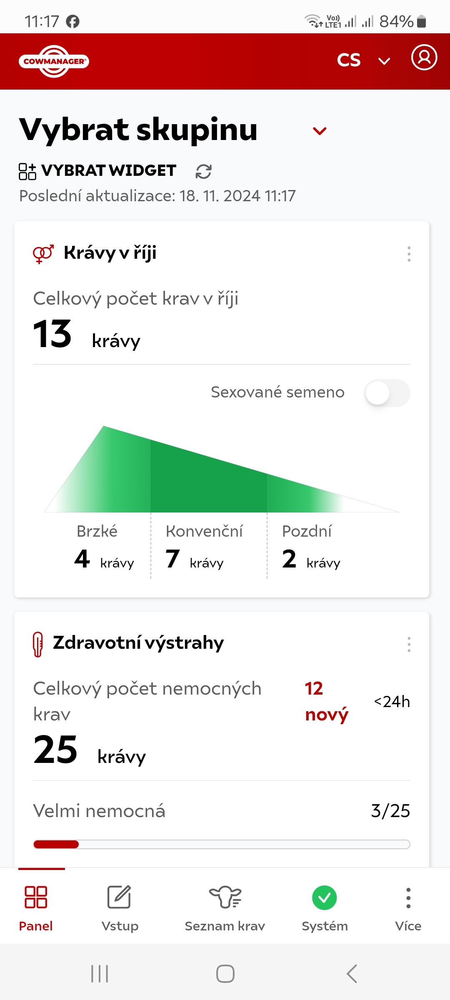 11:17
Vo)) LTE1 84%
COWMANAGER®
CS
Vybrat skupinu
VYBRAT WIDGET
Poslední aktualizace: 18. 11. 2024 11:17
Krávy v říji
Celkový počet krav v říji
13 krávy
Sexované semeno
Brzké Konvenční Pozdní
4 krávy 7 krávy 2 krávy
Zdravotní výstrahy
Celkový počet nemocných
krav
12
nový
<24h
25 krávy
Velmi nemocná 3/25
Panel Vstup Seznam krav Systém Více